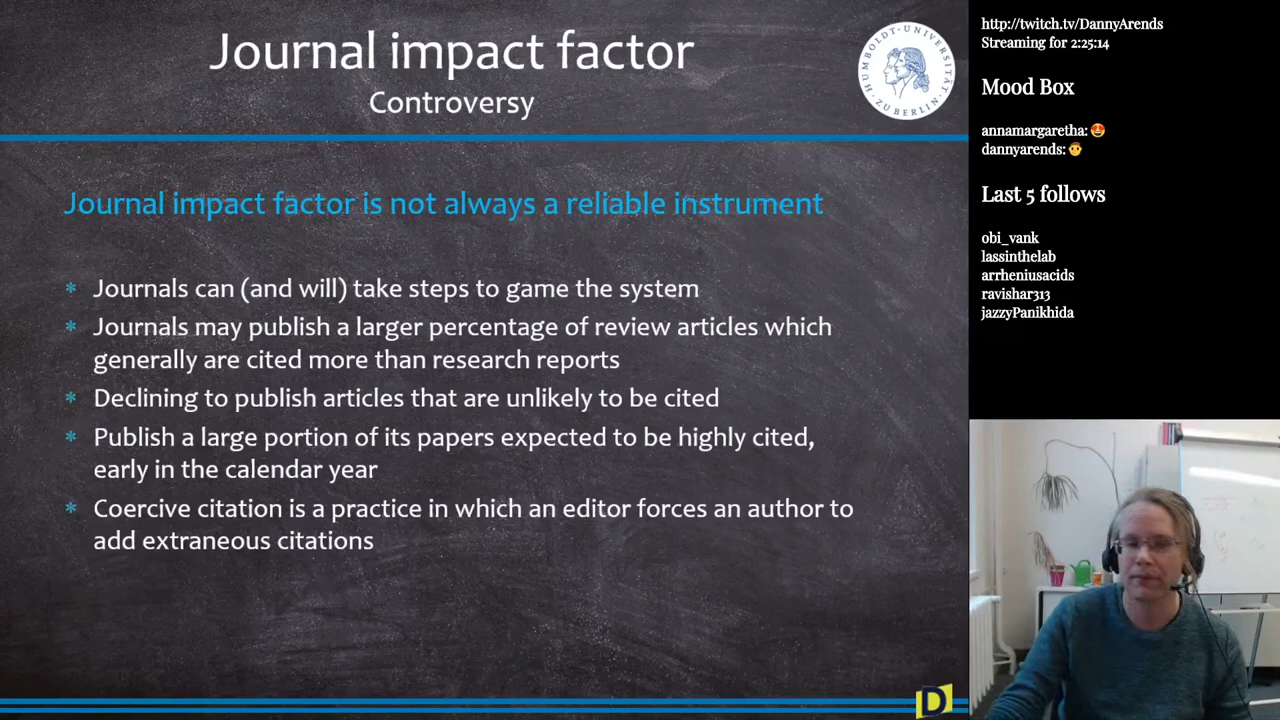 Journal impact factor
Controversy
HUMBOLDT-UNIVERSITÄT ZU BERLIN
Journal impact factor is not always a reliable instrument
* Journals can (and will) take steps to game the system
* Journals may publish a larger percentage of review articles which
generally are cited more than research reports
* Declining to publish articles that are unlikely to be cited
* Publish a large portion of its papers expected to be highly cited,
early in the calendar year
* Coercive citation is a practice in which an editor forces an author to
add extraneous citations
D
http://twitch.tv/DannyArends
Streaming for 2:25:14
Mood Box
annamargaretha: 😍
dannyarends: 👨
Last 5 follows
obi_vank
lassinthelab
arrheniusacids
ravishar313
jazzyPanikhida